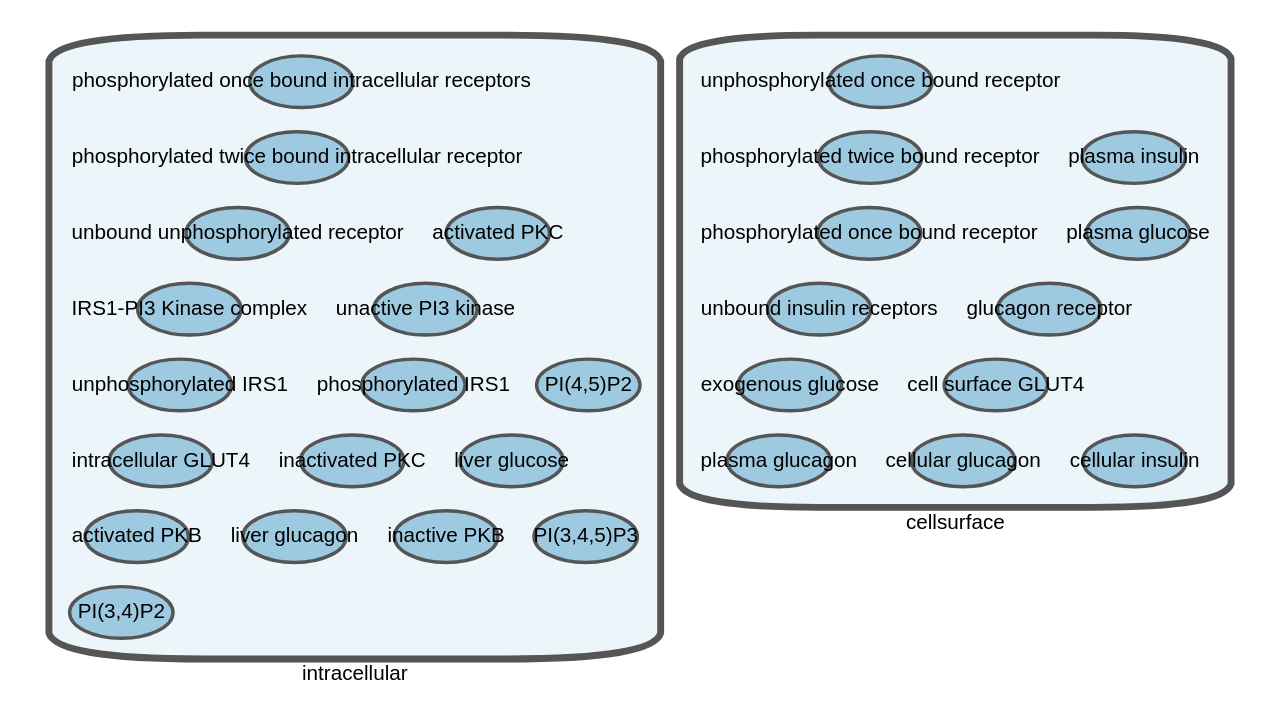 phosphorylated once bound intracellular receptors
phosphorylated twice bound intracellular receptor
unbound unphosphorylated receptor activated PKC
IRS1-PI3 Kinase complex unactive PI3 kinase
unphosphorylated IRS1 phosphorylated IRS1 PI(4,5)P2
intracellular GLUT4 inactivated PKC liver glucose
activated PKB liver glucagon inactive PKB PI(3,4,5)P3
PI(3,4)P2
intracellular
unphosphorylated once bound receptor
phosphorylated twice bound receptor plasma insulin
phosphorylated once bound receptor plasma glucose
unbound insulin receptors glucagon receptor
exogenous glucose cell surface GLUT4
plasma glucagon cellular glucagon cellular insulin
cellsurface